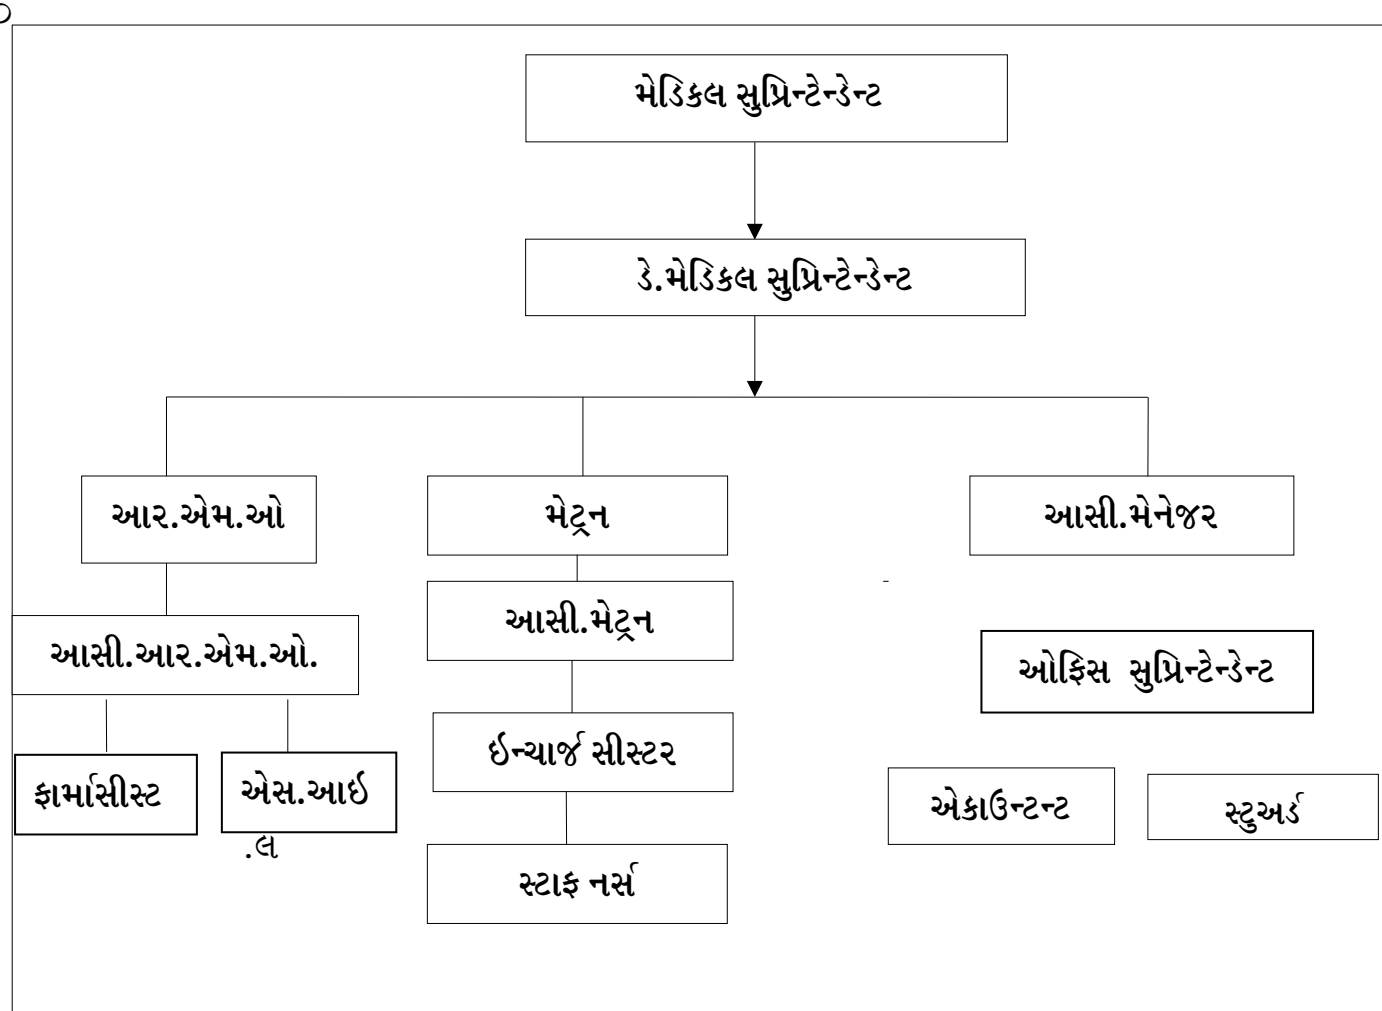 મેડિકલ સુપ્રિન્ટેન્ડેન્ટ
ડે.મેડિકલ સુપ્રિન્ટેન્ડેન્ટ
આર.એમ.ઓ
મેટ્રન
આસી.મેનેજર
આસી.આર.એમ.ઓ.
આસી.મેટ્રન
ઓફિસ સુપ્રિન્ટેન્ડેન્ટ
ફાર્માસીસ્ટ
એસ.આઇ
.લ
ઇન્ચાર્જ સીસ્ટર
એકાઉન્ટન્ટ
સ્ટુઅર્ડ
સ્ટાફ નર્સ